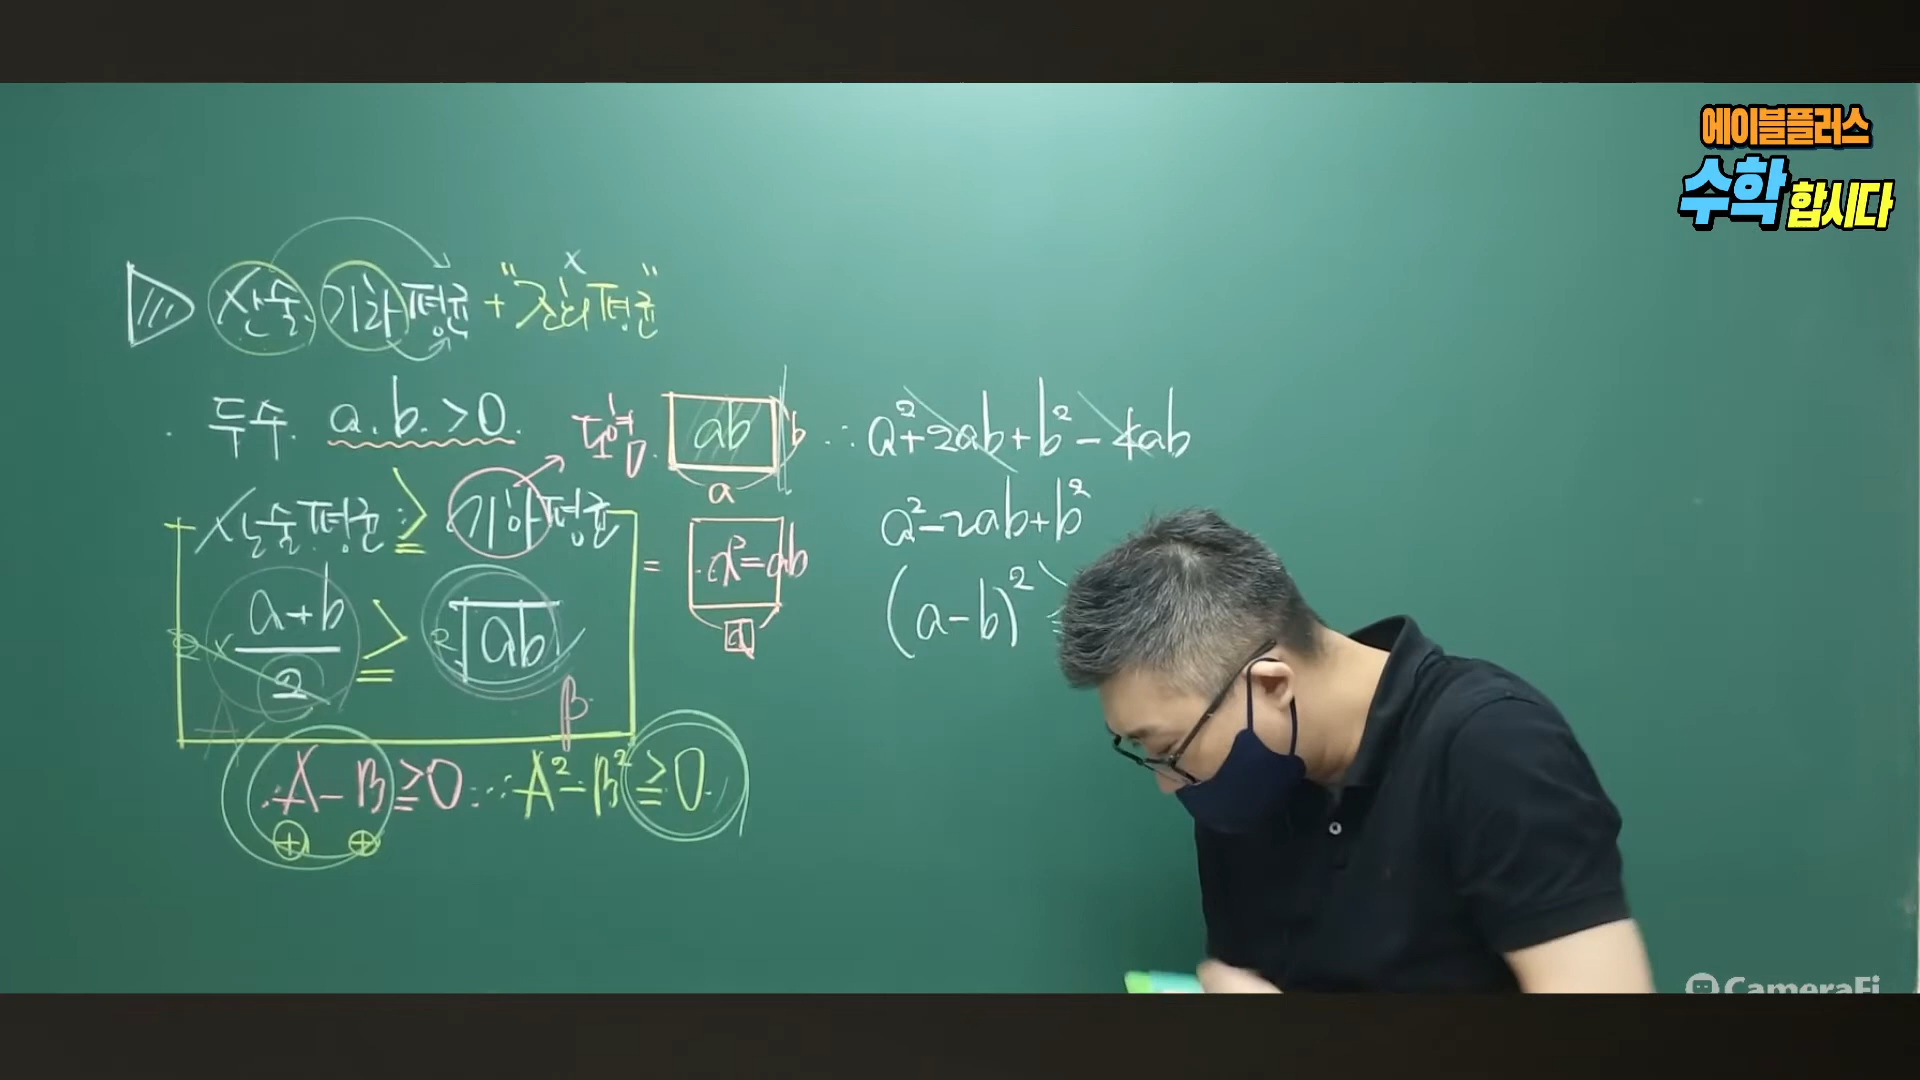 에이블플러스
수학 합시다
산술 기하 평균 + "조화평균"
x
두수 a, b > 0
도형
ab
b
a
∴ a²+2ab+b²-4ab
산술평균 ≥ 기하평균
a²-2ab+b²
= x²=ab
(a-b)² ≥
a+b/2 ≥ ²√ab
A
B
A-B≥0 ∴ A²-B²≥0
+ +
CameraFi